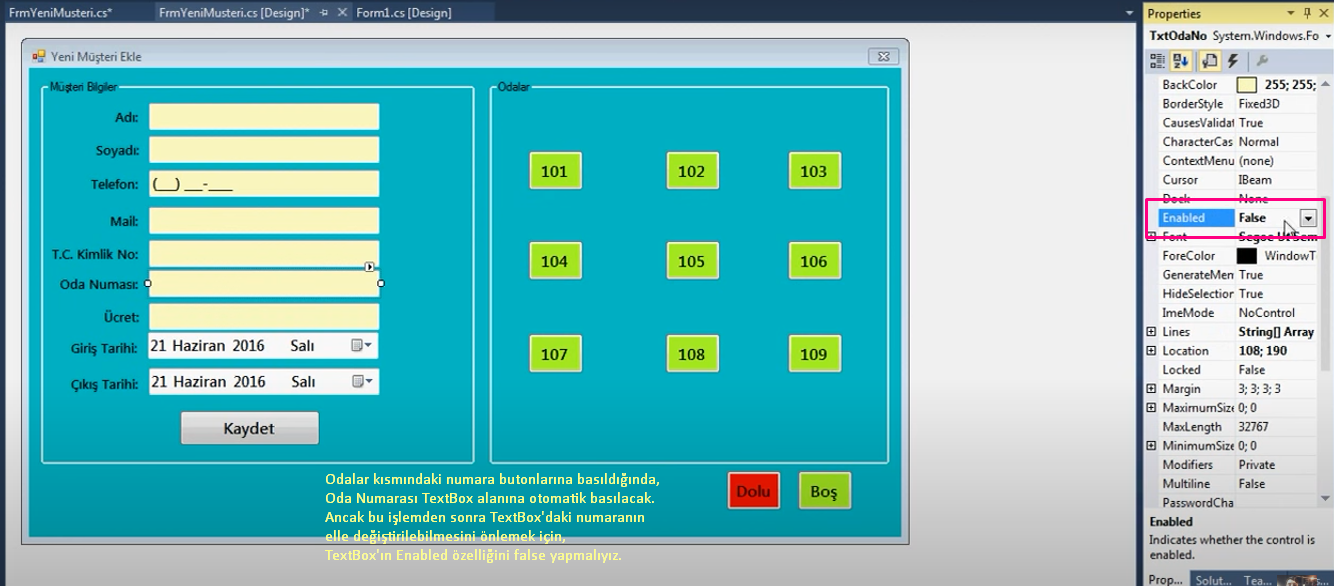 FrmYeniMusteri.cs*
FrmYeniMusteri.cs [Design]*
Form1.cs [Design]
Yeni Müşteri Ekle
Müşteri Bilgiler
Adı:
Soyadı:
Telefon: (__) __-___
Mail:
T.C. Kimlik No:
Oda Numası:
Ücret:
Giriş Tarihi: 21 Haziran 2016 Salı
Çıkış Tarihi: 21 Haziran 2016 Salı
Kaydet
Odalar
101 102 103
104 105 106
107 108 109
Dolu Boş
Odalar kısmındaki numara butonlarına basıldığında,
Oda Numarası TextBox alanına otomatik basılacak.
Ancak bu işlemden sonra TextBox'daki numaranın
elle değiştirilebilmesini önlemek için,
TextBox'ın Enabled özelliğini false yapmalıyız.
Properties
TxtOdaNo System.Windows.Fo
BackColor 255; 255;
BorderStyle Fixed3D
CausesValidat True
CharacterCas Normal
ContextMenu (none)
Cursor IBeam
Dock None
Enabled False
Font Segoe UI Sem
ForeColor WindowT
GenerateMen True
HideSelection True
ImeMode NoControl
Lines String[] Array
Location 108; 190
Locked False
Margin 3; 3; 3; 3
MaximumSize 0; 0
MaxLength 32767
MinimumSize 0; 0
Modifiers Private
Multiline False
PasswordCha
Enabled
Indicates whether the control is
enabled.
Prop... Solut... Tea...